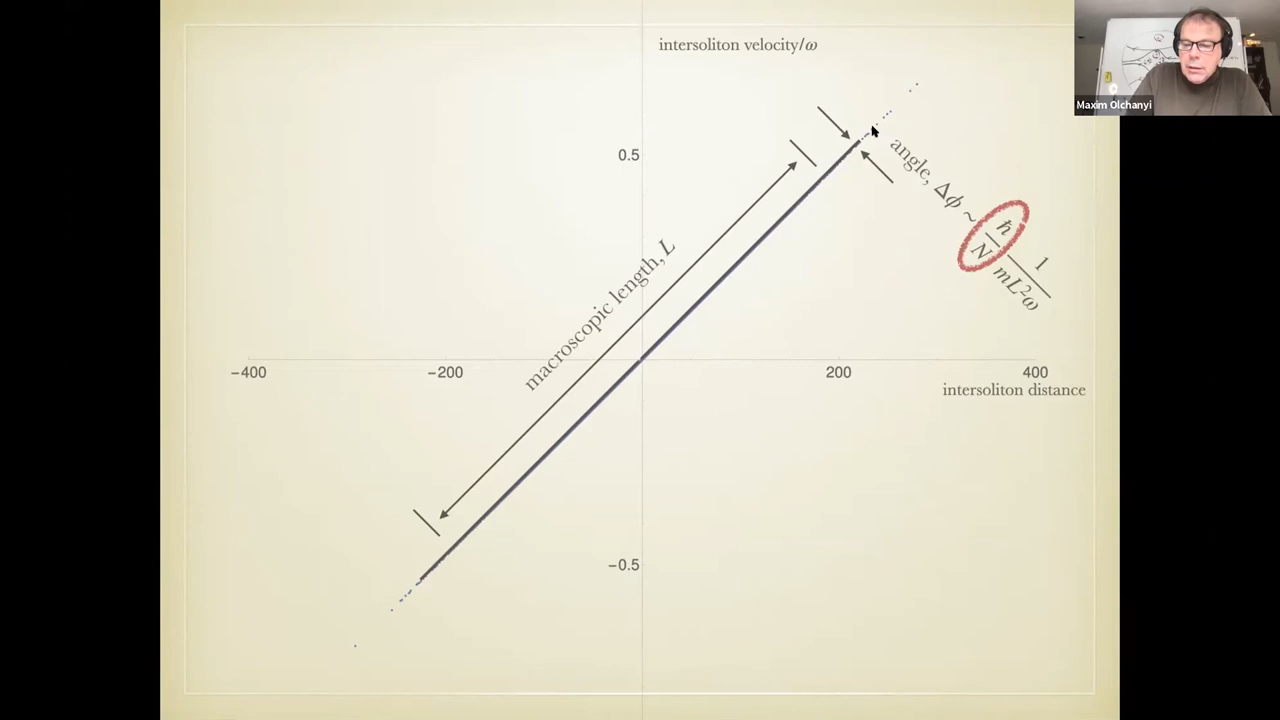 intersoliton velocity/ω
0.5
angle, Δϕ ~ ħ/N 1/mL²ω
macroscopic length, L
−400
−200
200
400
intersoliton distance
−0.5
Maxim Olchanyi